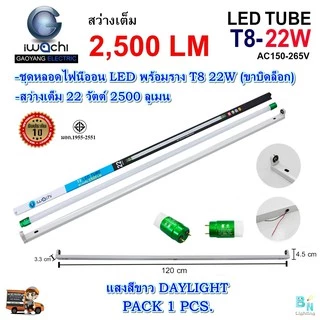 iwachi
GAOYANG ELECTRIC
สว่างเต็ม
2,500 LM
LED TUBE
T8-22W
AC150-265V
-ชุดหลอดไฟนีออน LED พร้อมราง T8 22W (ขาบิดล็อก)
-สว่างเต็ม 22 วัตต์ 2500 ลูเมน
มอก.1955-2551
3.3 cm
4.5 cm
120 cm
แสงสีขาว DAYLIGHT
PACK 1 PCS.
BN
Lighting